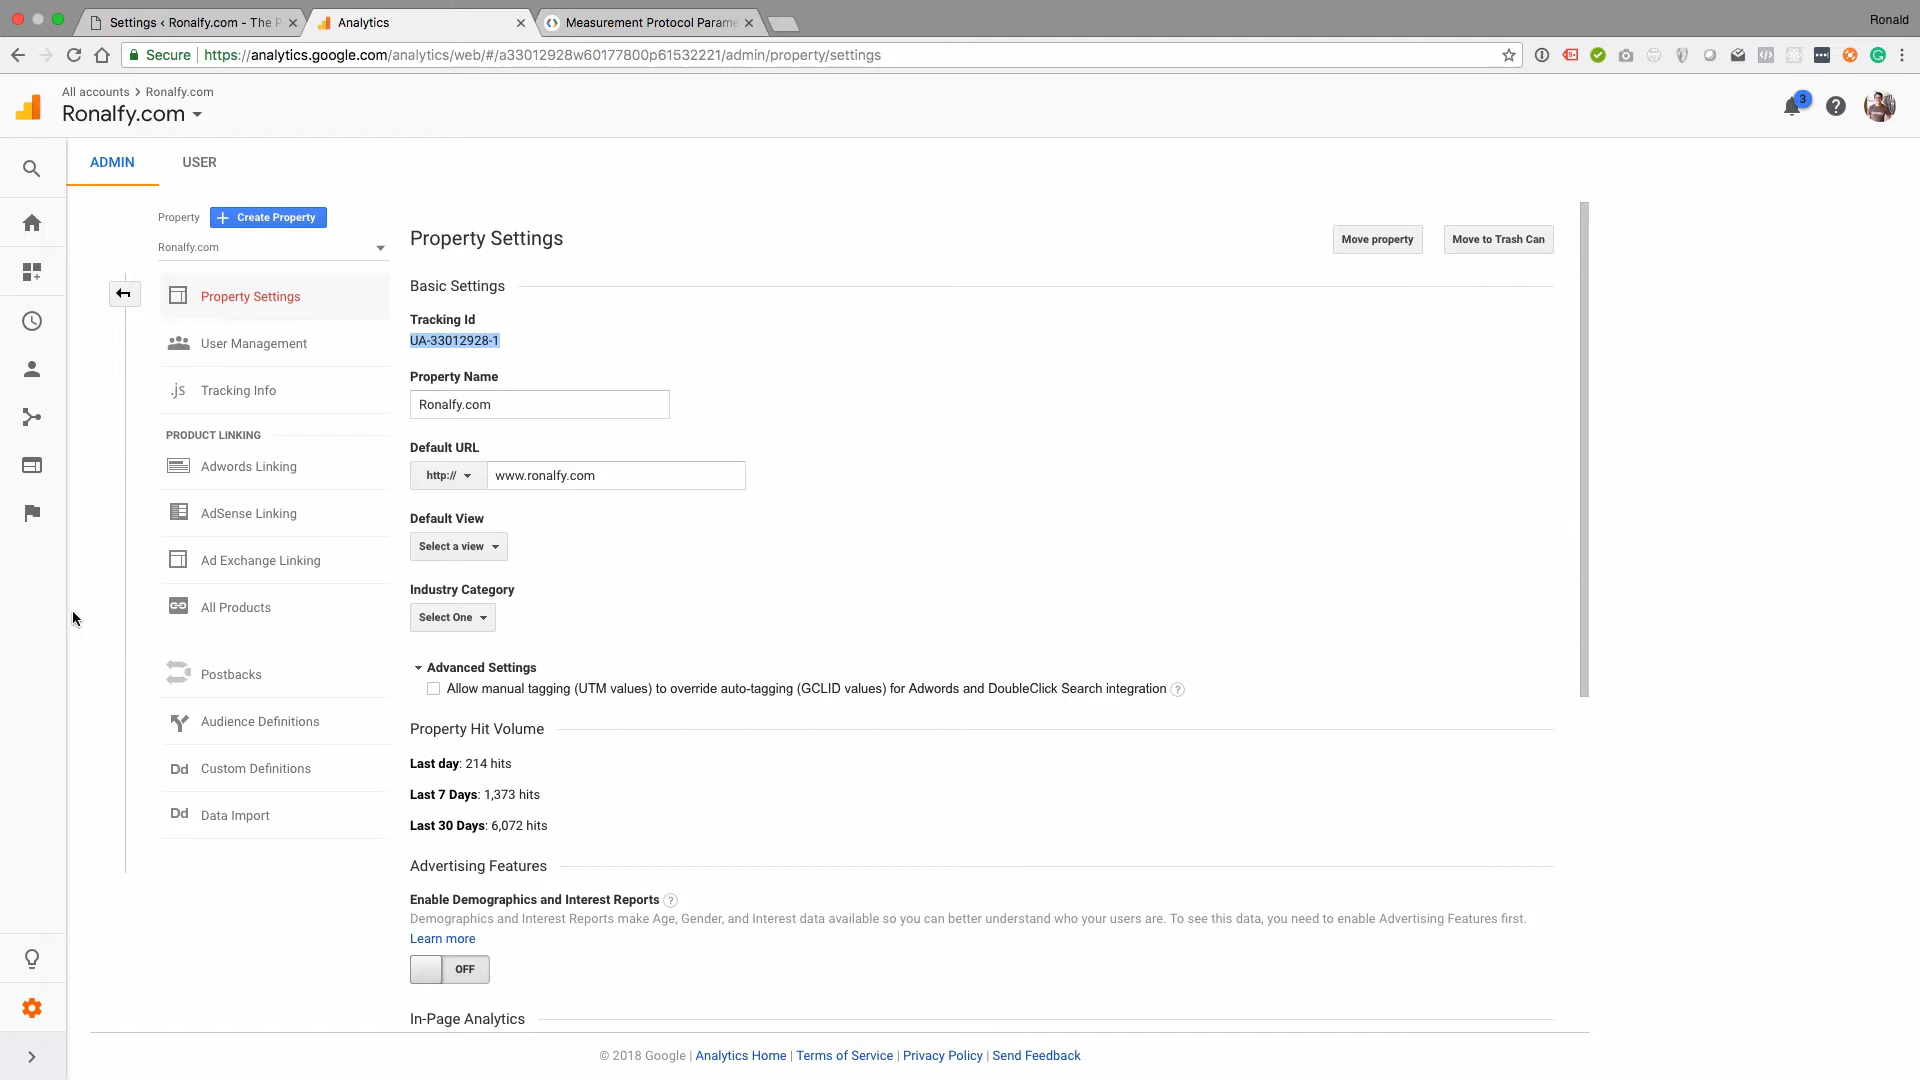 Settings ‹ Ronalfy.com - The P
Analytics
Measurement Protocol Parame
Ronald
Secure
https://analytics.google.com/analytics/web/#/a33012928w60177800p61532221/admin/property/settings
All accounts > Ronalfy.com
Ronalfy.com
3
ADMIN
USER
Property
Create Property
Ronalfy.com
Property Settings
User Management
.js Tracking Info
PRODUCT LINKING
Adwords Linking
AdSense Linking
Ad Exchange Linking
All Products
Postbacks
Audience Definitions
Dd Custom Definitions
Dd Data Import
Property Settings
Move property
Move to Trash Can
Basic Settings
Tracking Id
UA-33012928-1
Property Name
Ronalfy.com
Default URL
http://
www.ronalfy.com
Default View
Select a view
Industry Category
Select One
Advanced Settings
Allow manual tagging (UTM values) to override auto-tagging (GCLID values) for Adwords and DoubleClick Search integration ?
Property Hit Volume
Last day: 214 hits
Last 7 Days: 1,373 hits
Last 30 Days: 6,072 hits
Advertising Features
Enable Demographics and Interest Reports ?
Demographics and Interest Reports make Age, Gender, and Interest data available so you can better understand who your users are. To see this data, you need to enable Advertising Features first.
Learn more
OFF
In-Page Analytics
© 2018 Google | Analytics Home | Terms of Service | Privacy Policy | Send Feedback